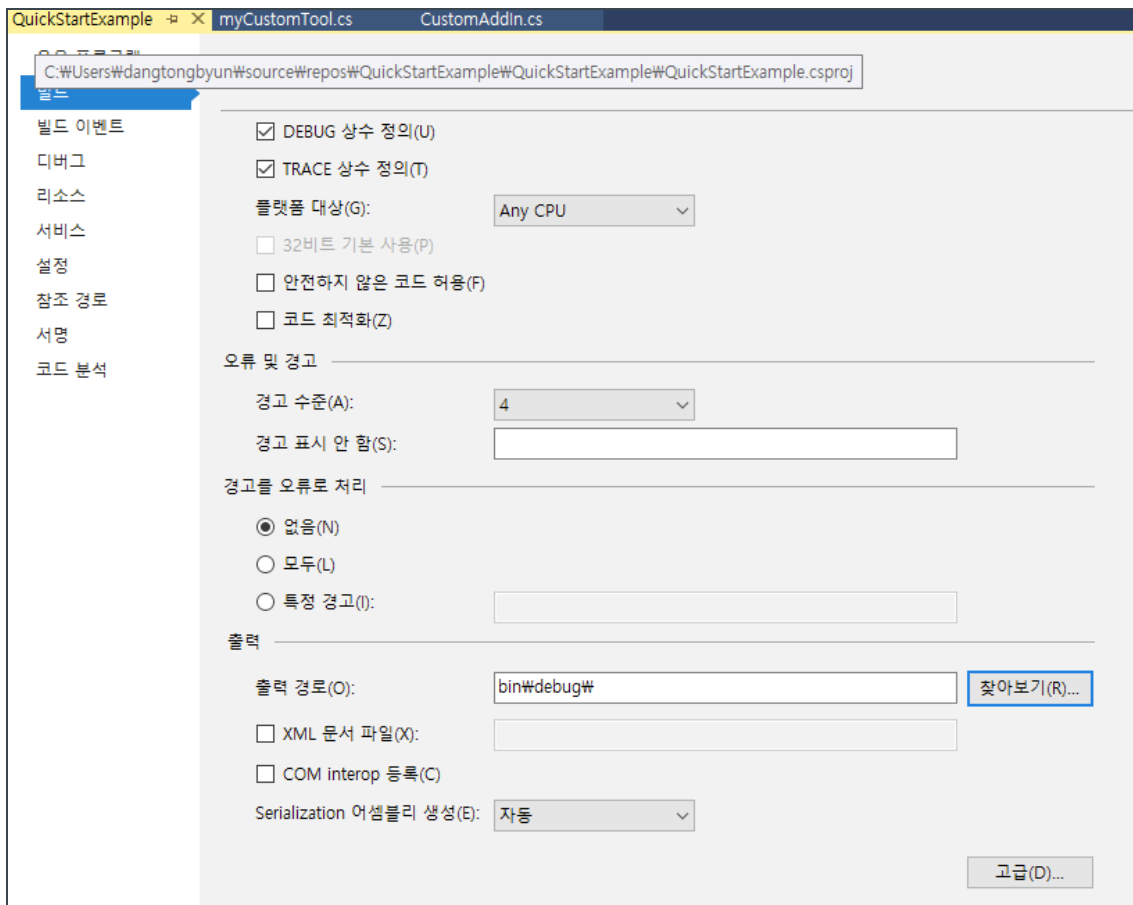 QuickStartExample
myCustomTool.cs
CustomAddIn.cs
C:₩Users₩dangtongbyun₩source₩repos₩QuickStartExample₩QuickStartExample₩QuickStartExample.csproj
빌드
빌드 이벤트
디버그
리소스
서비스
설정
참조 경로
서명
코드 분석
DEBUG 상수 정의(U)
TRACE 상수 정의(T)
플랫폼 대상(G): Any CPU
32비트 기본 사용(P)
안전하지 않은 코드 허용(F)
코드 최적화(Z)
오류 및 경고
경고 수준(A): 4
경고 표시 안 함(S):
경고를 오류로 처리
없음(N)
모두(L)
특정 경고(I):
출력
출력 경로(O): bin₩debug₩ 찾아보기(R)...
XML 문서 파일(X):
COM interop 등록(C)
Serialization 어셈블리 생성(E): 자동
고급(D)...